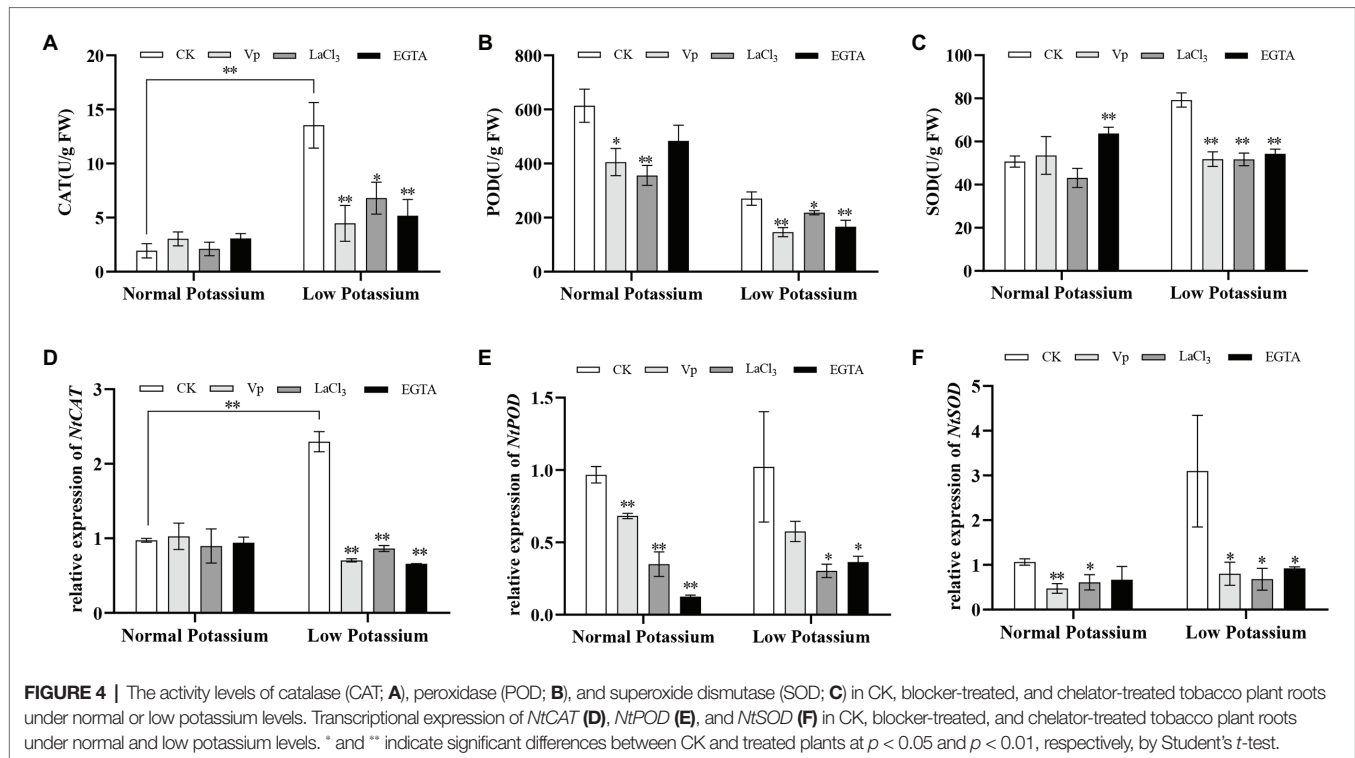 A
CK Vp LaCl₃ EGTA
20
15
10
5
0
CAT(U/g FW)
**
**
*
**
Normal Potassium Low Potassium
B
CK Vp LaCl₃ EGTA
800
600
400
200
0
POD(U/g FW)
*
**
**
*
**
Normal Potassium Low Potassium
C
CK Vp LaCl₃ EGTA
100
80
60
40
20
0
SOD(U/g FW)
**
**
**
**
Normal Potassium Low Potassium
D
CK Vp LaCl₃ EGTA
3
2
1
0
relative expression of NtCAT
**
**
**
**
Normal Potassium Low Potassium
E
CK Vp LaCl₃ EGTA
1.5
1.0
0.5
0.0
relative expression of NtPOD
**
**
**
*
*
Normal Potassium Low Potassium
F
CK Vp LaCl₃ EGTA
5
4
3
2
1
0
relative expression of NtSOD
**
*
*
*
*
Normal Potassium Low Potassium
FIGURE 4 | The activity levels of catalase (CAT; A), peroxidase (POD; B), and superoxide dismutase (SOD; C) in CK, blocker-treated, and chelator-treated tobacco plant roots
under normal or low potassium levels. Transcriptional expression of NtCAT (D), NtPOD (E), and NtSOD (F) in CK, blocker-treated, and chelator-treated tobacco plant roots
under normal and low potassium levels. * and ** indicate significant differences between CK and treated plants at p < 0.05 and p < 0.01, respectively, by Student's t-test.